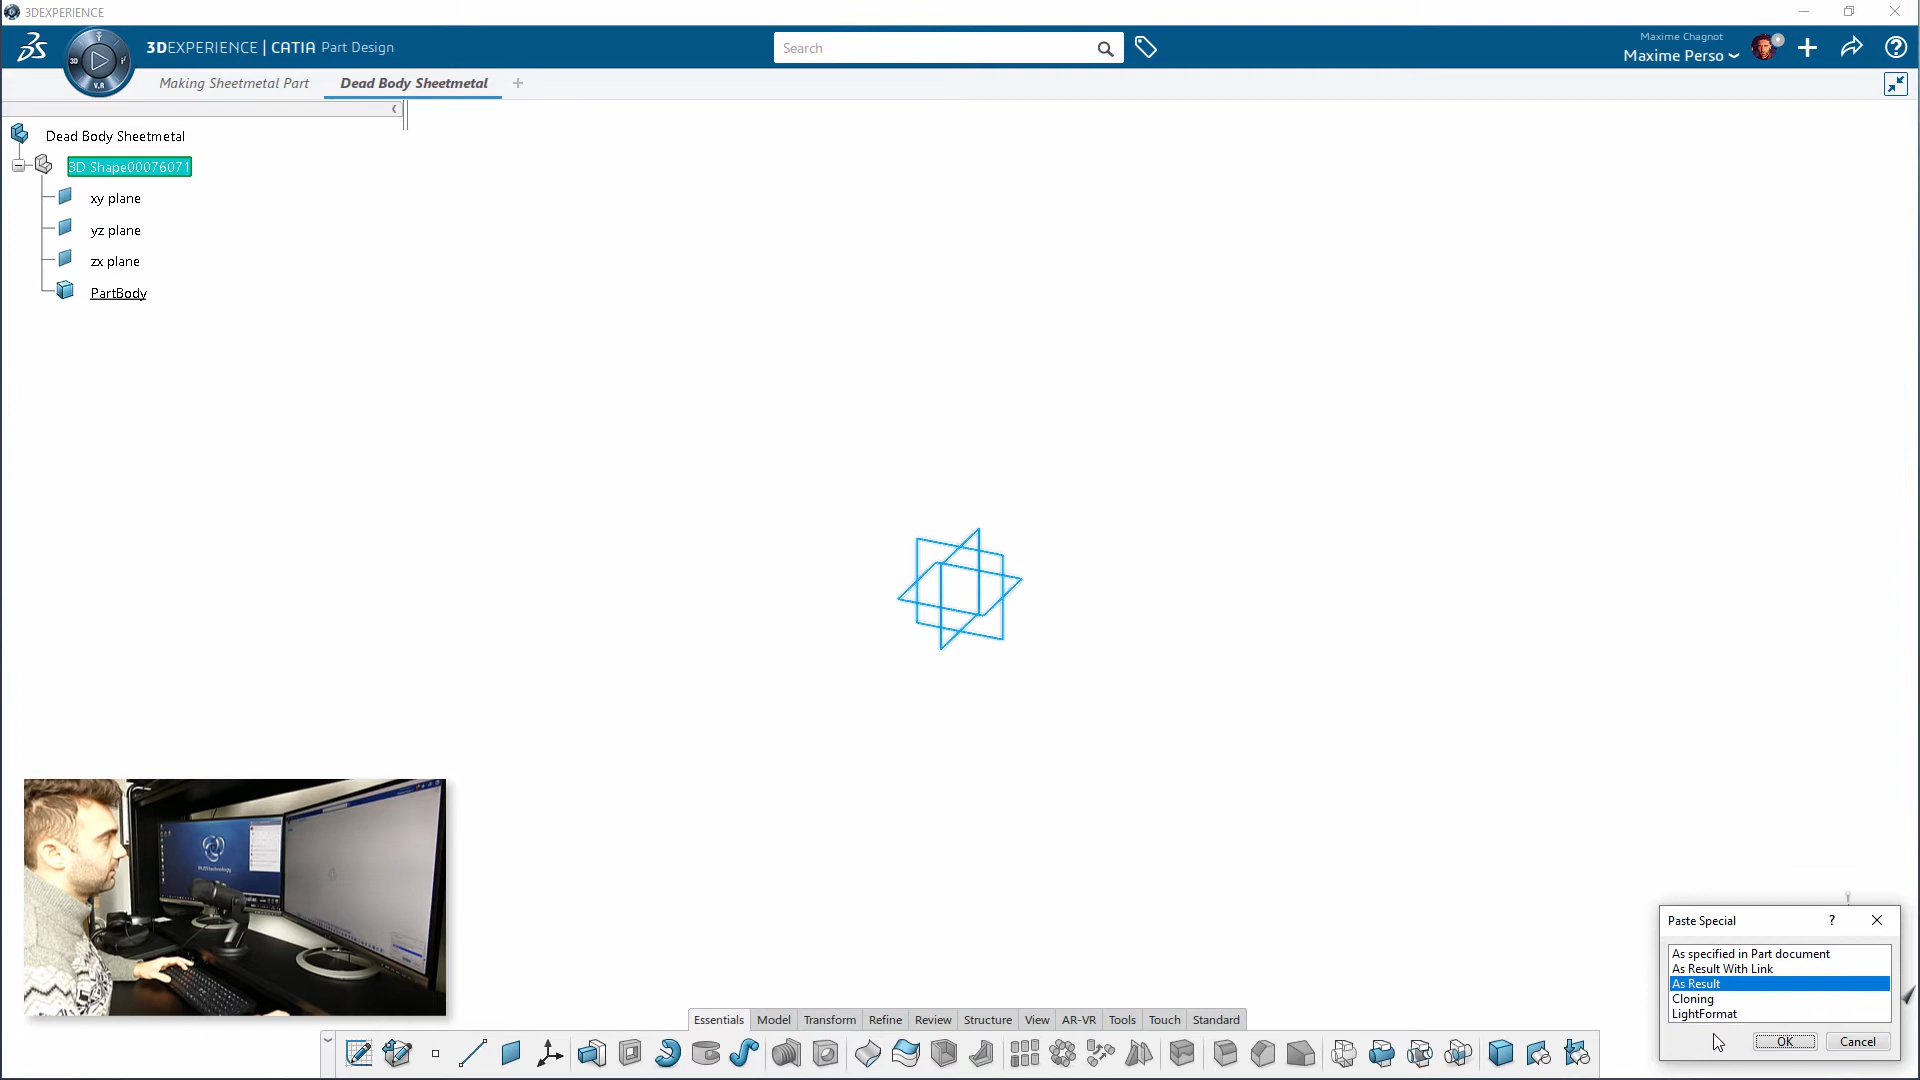 3DEXPERIENCE
3DEXPERIENCE | CATIA Part Design
Search
Maxime Chagnot
Maxime Perso
3D
V.R
Making Sheetmetal Part
Dead Body Sheetmetal
Dead Body Sheetmetal
3D Shape00076071
xy plane
yz plane
zx plane
PartBody
Paste Special
As specified in Part document
As Result With Link
As Result
Cloning
LightFormat
OK
Cancel
Essentials
Model
Transform
Refine
Review
Structure
View
AR-VR
Tools
Touch
Standard